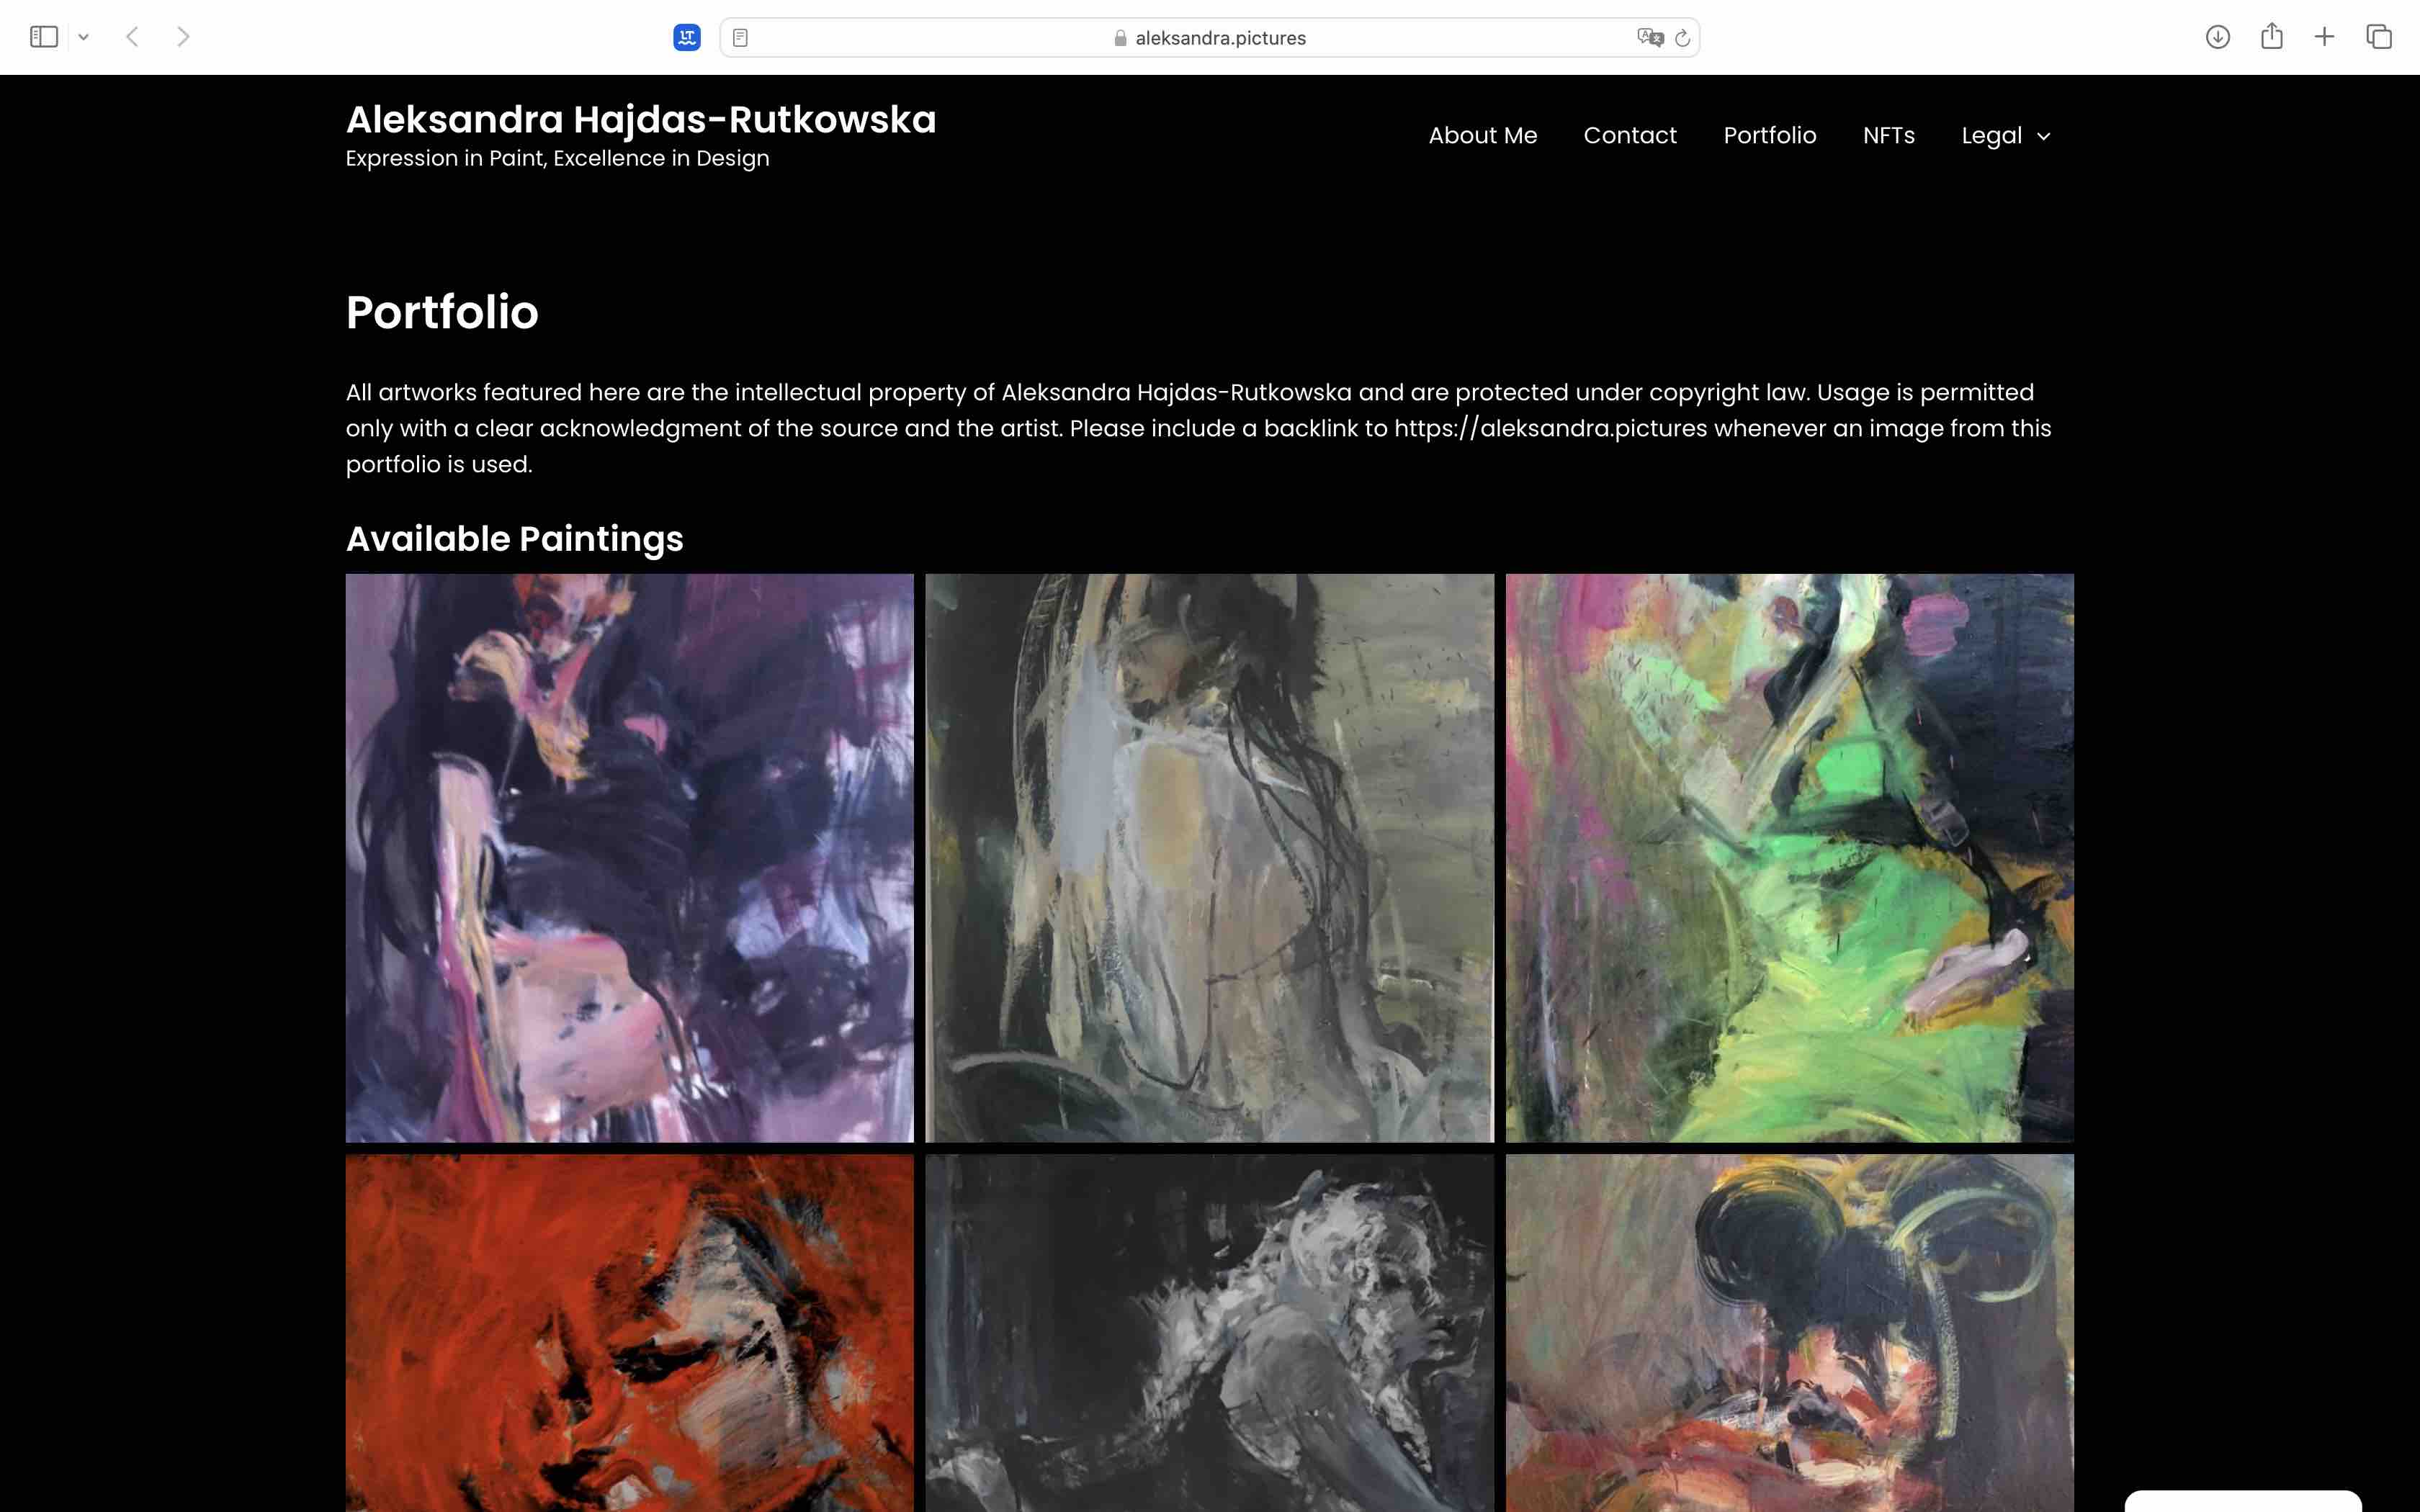 aleksandra.pictures
Aleksandra Hajdas-Rutkowska
Expression in Paint, Excellence in Design
About Me
Contact
Portfolio
NFTs
Legal
Portfolio
All artworks featured here are the intellectual property of Aleksandra Hajdas-Rutkowska and are protected under copyright law. Usage is permitted
only with a clear acknowledgment of the source and the artist. Please include a backlink to https://aleksandra.pictures whenever an image from this
portfolio is used.
Available Paintings